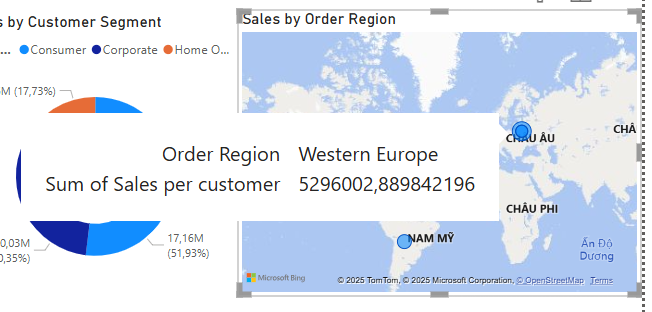 s by Customer Segment
... Consumer Corporate Home O...
M (17,73%)
0,03M
0,35%)
17,16M
(51,93%)
Sales by Order Region
CHÂU ÂU
CHÂ
CHÂU PHI
NAM MỸ
Ấn Độ
Dương
Order Region Western Europe
Sum of Sales per customer 5296002,889842196
Microsoft Bing
© 2025 TomTom, © 2025 Microsoft Corporation, © OpenStreetMap Terms